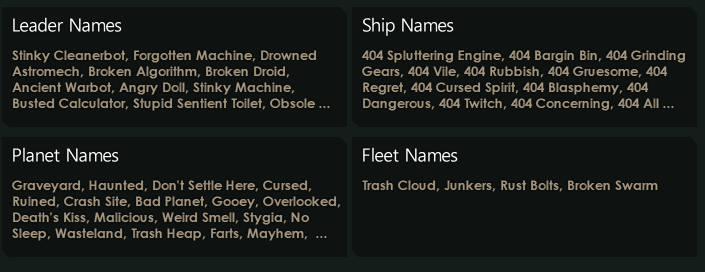 Leader Names
Stinky Cleanerbot, Forgotten Machine, Drowned
Astromech, Broken Algorithm, Broken Droid,
Ancient Warbot, Angry Doll, Stinky Machine,
Busted Calculator, Stupid Sentient Toilet, Obsole ...
Ship Names
404 Spluttering Engine, 404 Bargin Bin, 404 Grinding
Gears, 404 Vile, 404 Rubbish, 404 Gruesome, 404
Regret, 404 Cursed Spirit, 404 Blasphemy, 404
Dangerous, 404 Twitch, 404 Concerning, 404 All ...
Planet Names
Graveyard, Haunted, Don't Settle Here, Cursed,
Ruined, Crash Site, Bad Planet, Gooey, Overlooked,
Death's Kiss, Malicious, Weird Smell, Stygia, No
Sleep, Wasteland, Trash Heap, Farts, Mayhem,  ...
Fleet Names
Trash Cloud, Junkers, Rust Bolts, Broken Swarm